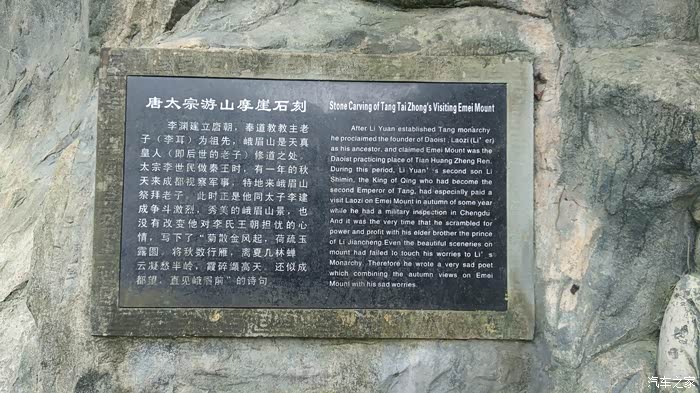 唐太宗游山摩崖石刻
李渊建立唐朝，奉道教教主老
子（李耳）为祖先，峨眉山是天真
皇人（即后世的老子）修道之处。
太宗李世民做秦王时，有一年的秋
天来成都视察军事，特地来峨眉山
祭拜老子。此时正是他同太子李建
成争斗激烈，秀美的峨眉山景，也
没有改变他对李氏王朝担忧的心
情，写下了“菊散金风起，荷疏玉
露圆。将秋数行雁，离夏几林蝉。
云凝愁半岭，霞碎缬高天。还似成
都望，直见峨眉前”的诗句。
Stone Carving of Tang Tai Zhong's Visiting Emei Mount
After Li Yuan established Tang monarchy
he proclaimed the founder of Daoist , Laozi (Li' er)
as his ancestor, and claimed Emei Mount was the
Daoist practicing place of Tian Huang Zheng Ren.
During this period, Li Yuan's second son Li
Shimin, the King of Qing who had become the
second Emperor of Tang, had especially paid a
visit Laozi on Emei Mount in autumn of some year
while he had a military inspection in Chengdu.
And it was the very time that he scrambled for
power and profit with his elder brother the prince
of Li Jiancheng.Even the beautiful sceneries on
mount had failed to touch his worries to Li's
Monarchy. Therefore he wrote a very sad poet
which combining the autumn views on Emei
Mount with his sad worries.
汽车之家